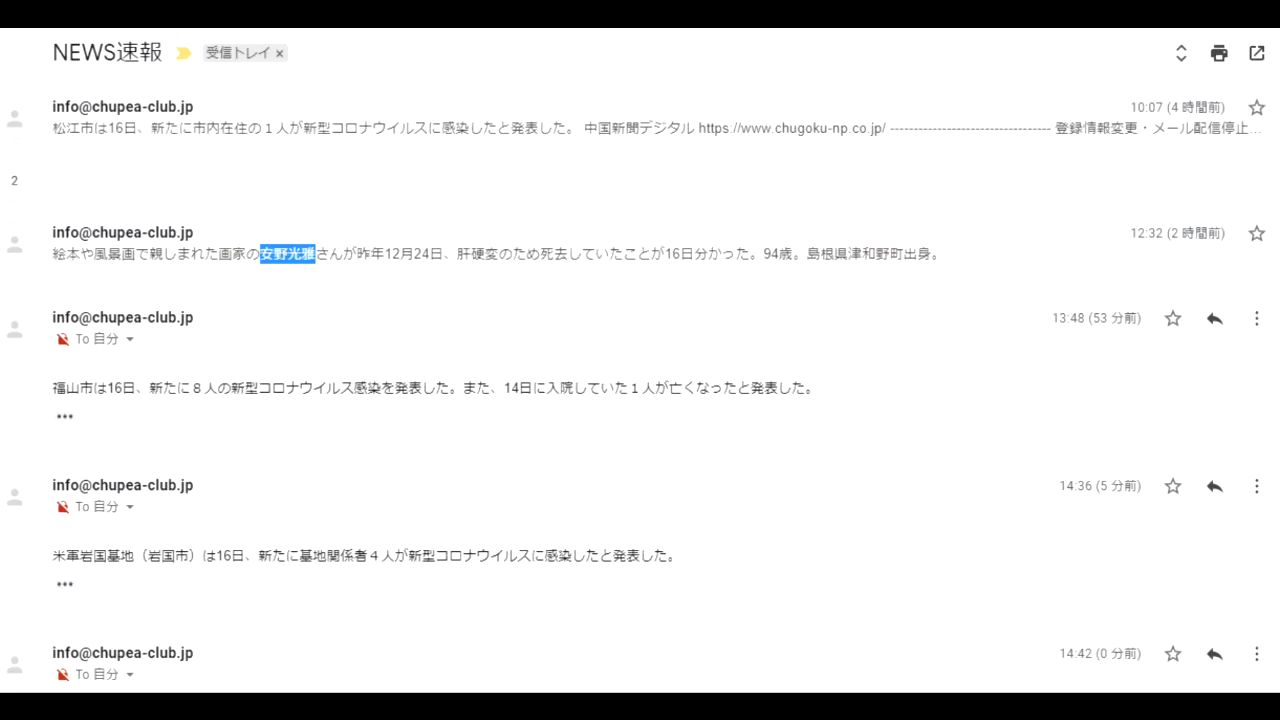 NEWS速報 受信トレイ ×
info@chupea-club.jp 10:07 (4 時間前)
松江市は16日、新たに市内在住の１人が新型コロナウイルスに感染したと発表した。 中国新聞デジタル https://www.chugoku-np.co.jp/ ---------------------------------- 登録情報変更・メール配信停止…
2
info@chupea-club.jp 12:32 (2 時間前)
絵本や風景画で親しまれた画家の安野光雅さんが昨年12月24日、肝硬変のため死去していたことが16日分かった。94歳。島根県津和野町出身。
info@chupea-club.jp 13:48 (53 分前)
To 自分
福山市は16日、新たに８人の新型コロナウイルス感染を発表した。また、14日に入院していた１人が亡くなったと発表した。
info@chupea-club.jp 14:36 (5 分前)
To 自分
米軍岩国基地（岩国市）は16日、新たに基地関係者４人が新型コロナウイルスに感染したと発表した。
info@chupea-club.jp 14:42 (0 分前)
To 自分